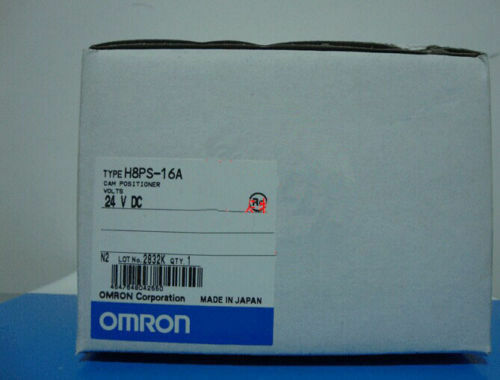 TYPE H8PS-16A
CAM POSITIONER
VOLTS
24 V DC
N2 LOT No. 2832K QTY. 1
4547648042660
OMRON Corporation MADE IN JAPAN
OMRON